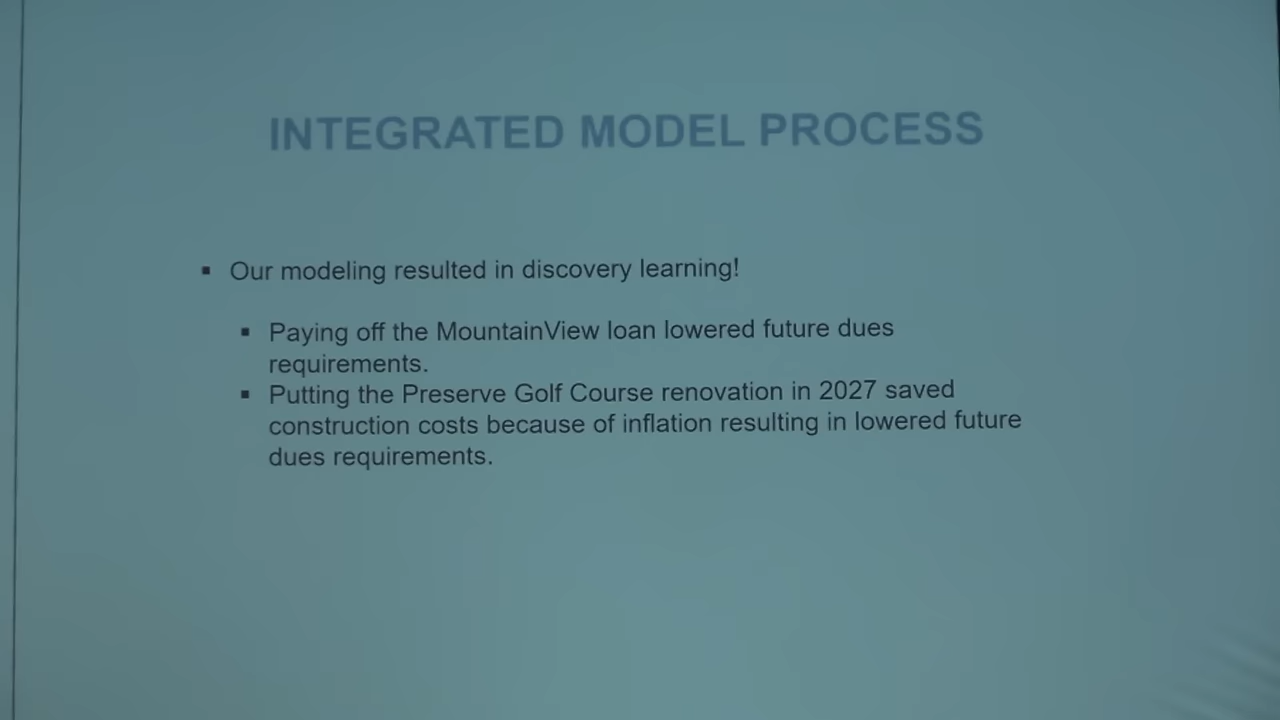 INTEGRATED MODEL PROCESS
▪ Our modeling resulted in discovery learning!
▪ Paying off the MountainView loan lowered future dues
requirements.
▪ Putting the Preserve Golf Course renovation in 2027 saved
construction costs because of inflation resulting in lowered future
dues requirements.